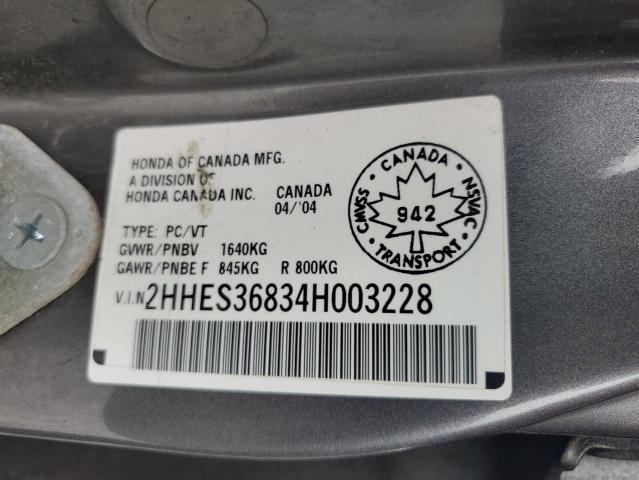 HONDA OF CANADA MFG.
A DIVISION OF
HONDA CANADA INC. CANADA
04/'04
TYPE: PC/VT
GVWR/PNBV 1640KG
GAWR/PNBE F 845KG R 800KG
V.I.N. 2HHES36834H003228
CANADA
CMVSS
942
NSVAC
TRANSPORT